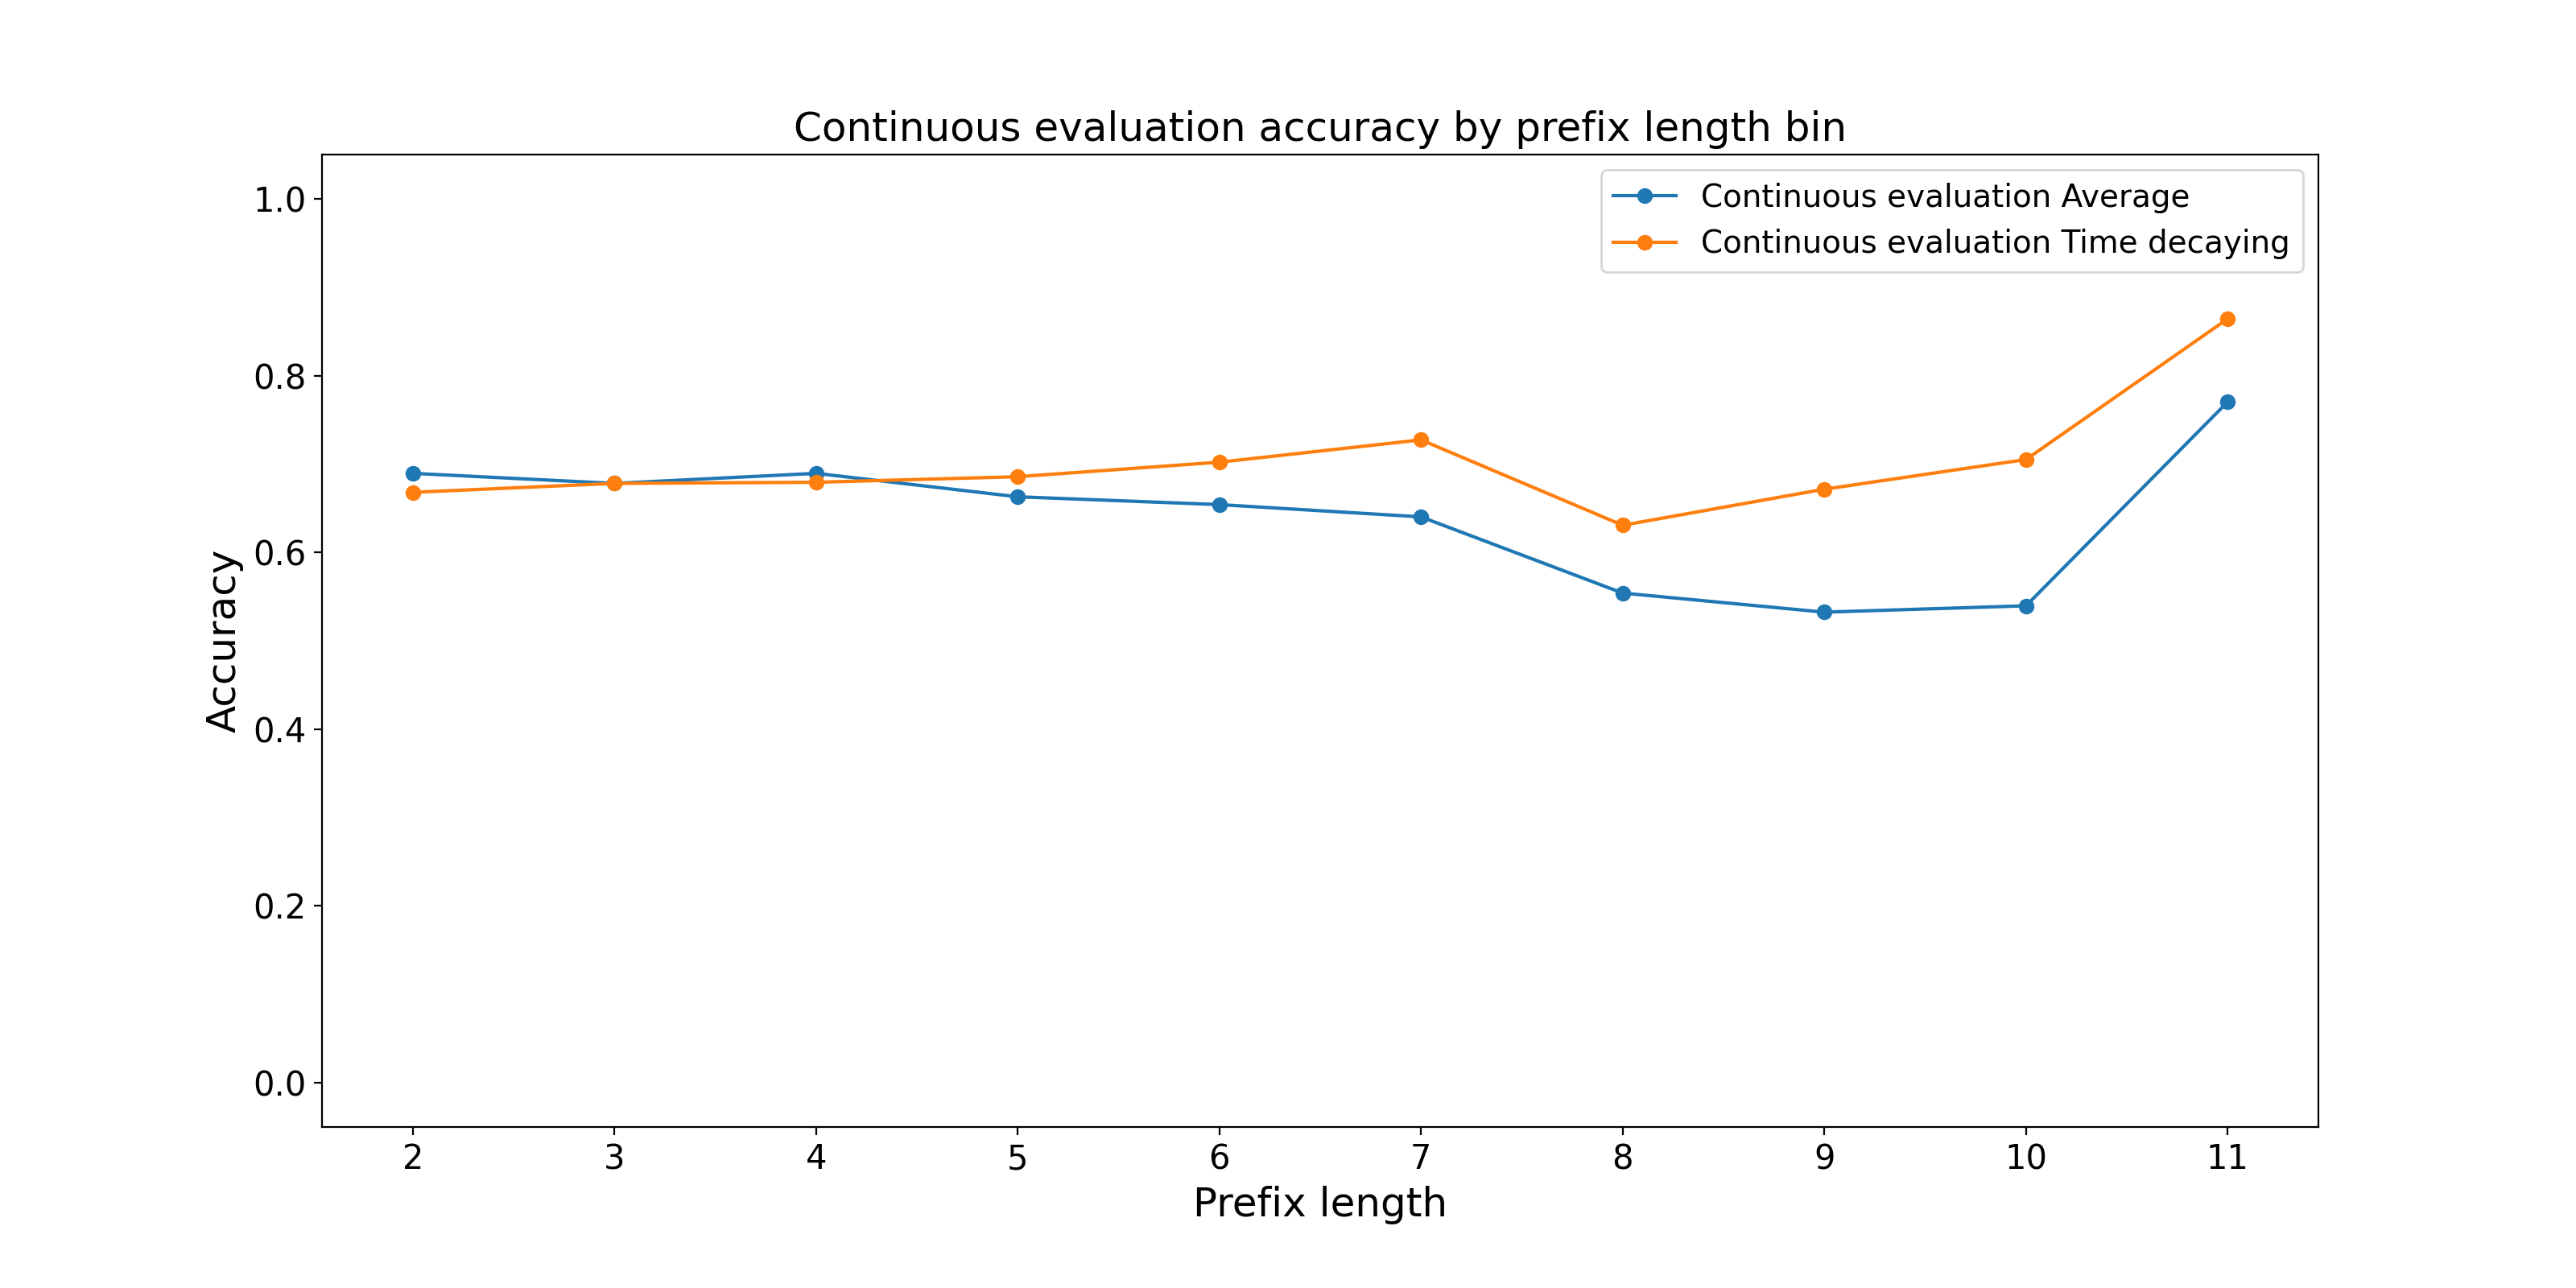 Continuous evaluation accuracy by prefix length bin
Continuous evaluation Average
Continuous evaluation Time decaying
Accuracy
1.0
0.8
0.6
0.4
0.2
0.0
2 3 4 5 6 7 8 9 10 11
Prefix length